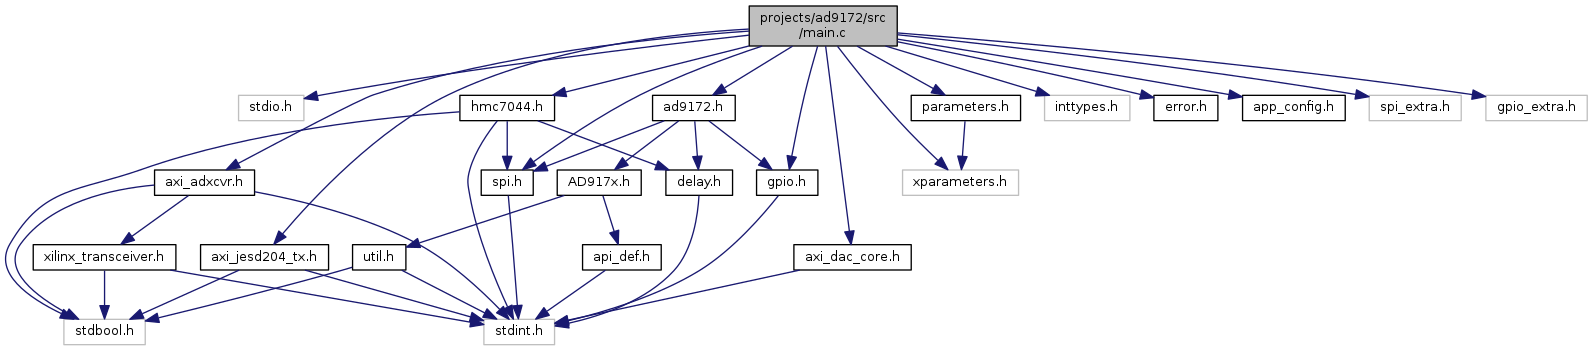 projects/ad9172/src
/main.c
stdio.h
hmc7044.h
ad9172.h
parameters.h
inttypes.h
error.h
app_config.h
spi_extra.h
gpio_extra.h
axi_adxcvr.h
spi.h
AD917x.h
delay.h
gpio.h
xparameters.h
xilinx_transceiver.h
axi_jesd204_tx.h
util.h
api_def.h
axi_dac_core.h
stdbool.h
stdint.h